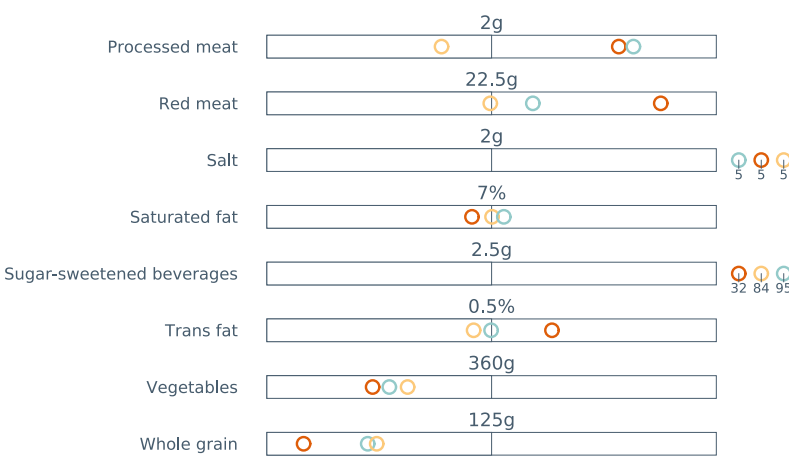 2g
Processed meat
22.5g
Red meat
2g
Salt
5 5 5
7%
Saturated fat
2.5g
Sugar-sweetened beverages
32 84 95
0.5%
Trans fat
360g
Vegetables
125g
Whole grain